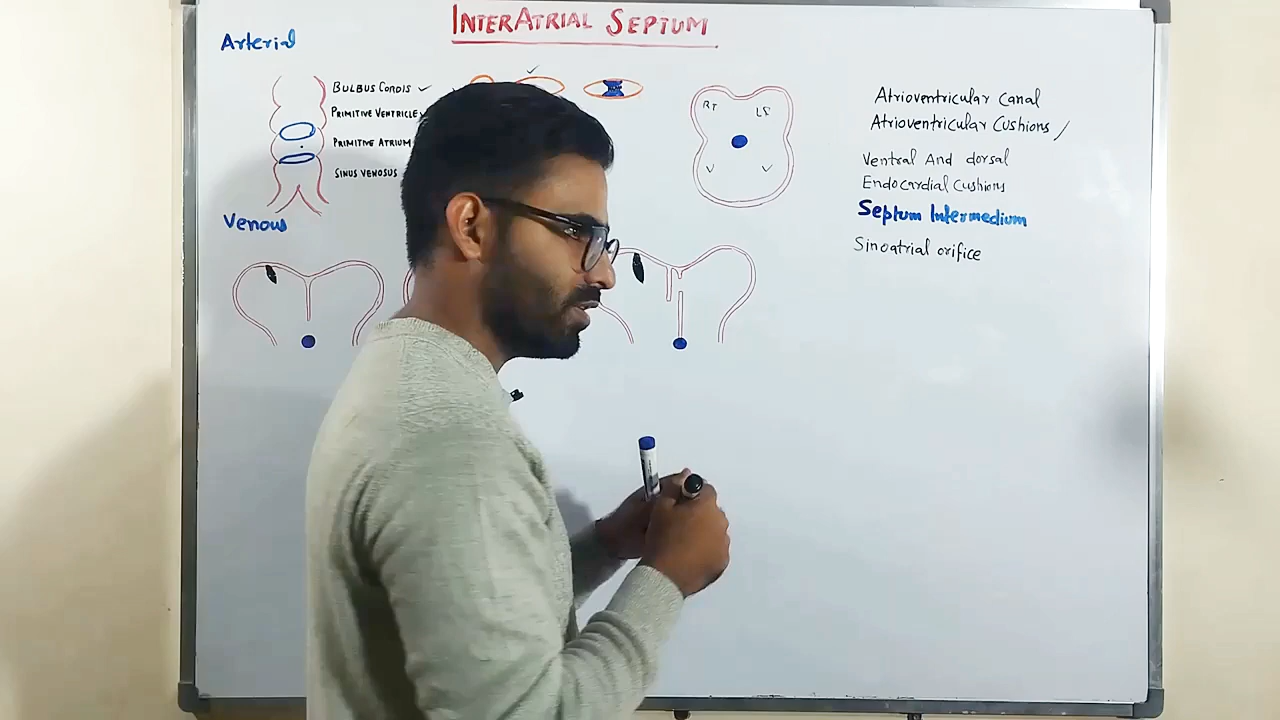 INTERATRIAL SEPTUM
Arterial
BULBUS CORDIS
PRIMITIVE VENTRICLE
PRIMITIVE ATRIUM
SINUS VENOSUS
Venous
RT
Lt
Atrioventricular Canal
Atrioventricular Cushions
Ventral And dorsal
Endocardial Cushions
Septum Intermedium
Sinoatrial orifice